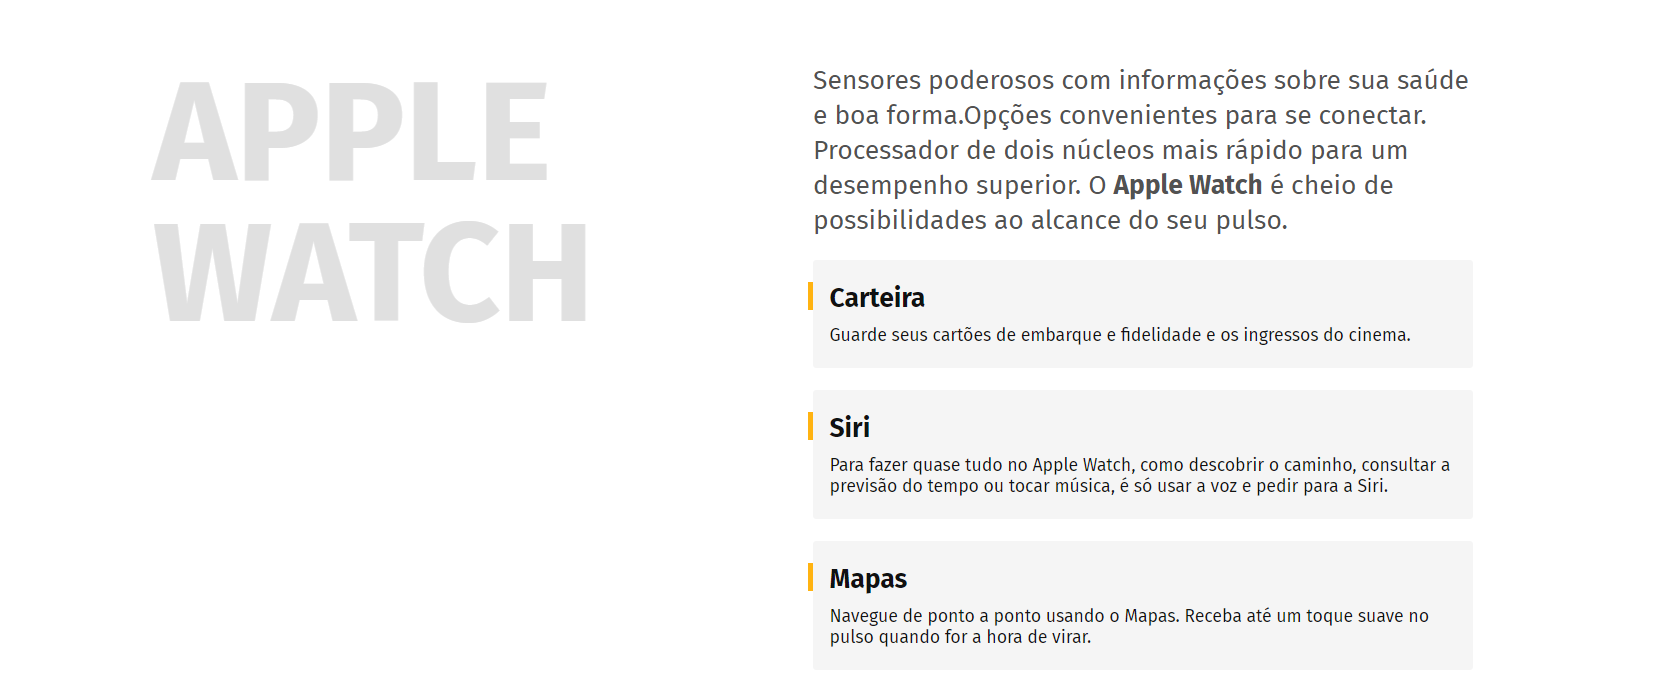 APPLE
WATCH
Sensores poderosos com informações sobre sua saúde
e boa forma.Opções convenientes para se conectar.
Processador de dois núcleos mais rápido para um
desempenho superior. O Apple Watch é cheio de
possibilidades ao alcance do seu pulso.
Carteira
Guarde seus cartões de embarque e fidelidade e os ingressos do cinema.
Siri
Para fazer quase tudo no Apple Watch, como descobrir o caminho, consultar a
previsão do tempo ou tocar música, é só usar a voz e pedir para a Siri.
Mapas
Navegue de ponto a ponto usando o Mapas. Receba até um toque suave no
pulso quando for a hora de virar.